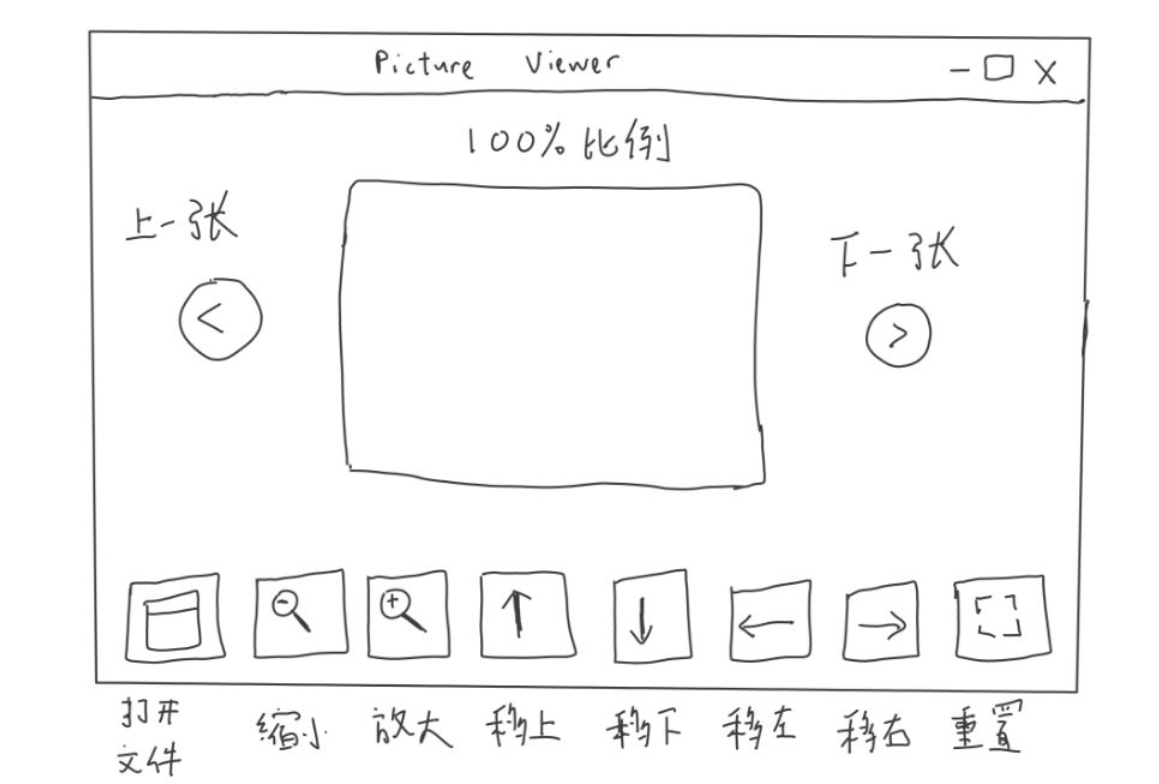 Picture Viewer
100%比例
上一张
下一张
<
>
打开
文件
缩小
放大
移上
移下
移左
移右
重置